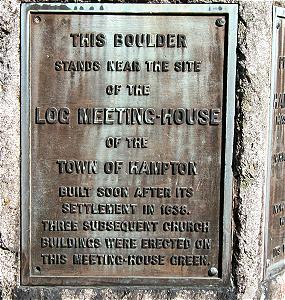 THIS BOULDER
STANDS NEAR THE SITE
OF THE
LOG MEETING-HOUSE
OF THE
TOWN OF HAMPTON
BUILT SOON AFTER ITS
SETTLEMENT IN 1638.
THREE SUBSEQUENT CHURCH
BUILDINGS WERE ERECTED ON
THIS MEETING-HOUSE GREEN.